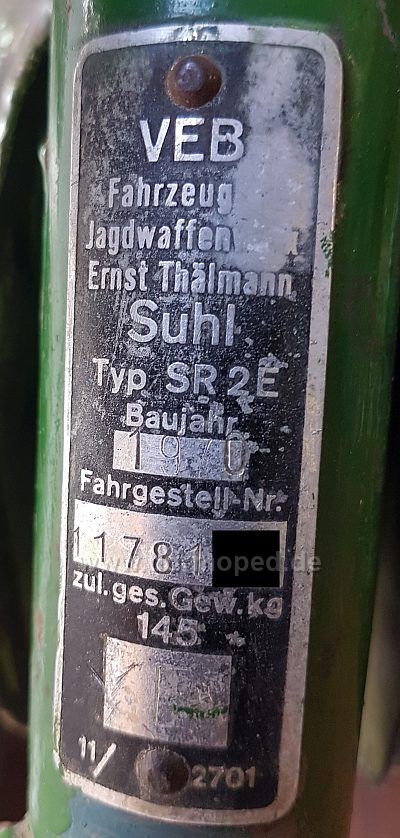 VEB
Fahrzeug
Jagdwaffen
Ernst Thälmann
Suhl
Typ SR 2E
Baujahr
Fahrgestell-Nr.
11781
zul. ges. Gew. kg
145
11/ 2701